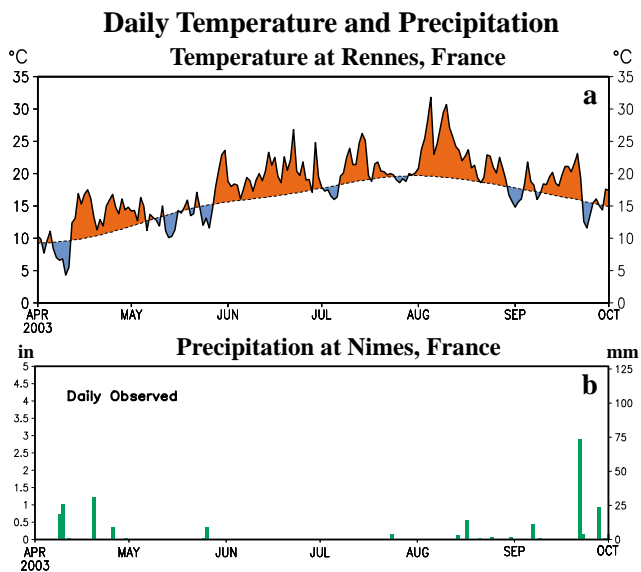 Daily Temperature and Precipitation
Temperature at Rennes, France
°C °C
a
35 35
30 30
25 25
20 20
15 15
10 10
5 5
0 0
APR MAY JUN JUL AUG SEP OCT
2003
Precipitation at Nimes, France
in mm
b
Daily Observed
5
4.5
4
3.5
3
2.5
2
1.5
1
0.5
0
125
100
75
50
25
0
APR MAY JUN JUL AUG SEP OCT
2003